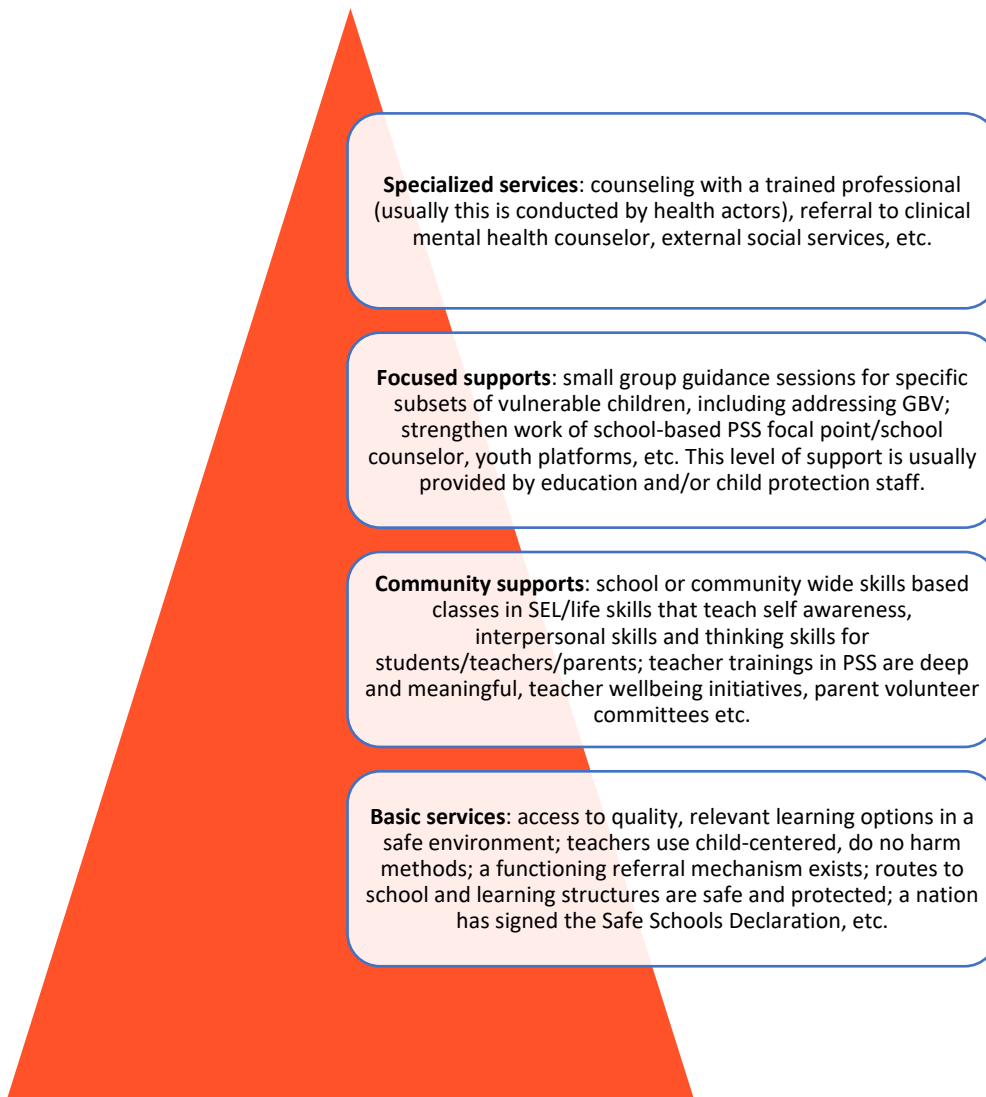 Specialized services: counseling with a trained professional
(usually this is conducted by health actors), referral to clinical
mental health counselor, external social services, etc.
Focused supports: small group guidance sessions for specific
subsets of vulnerable children, including addressing GBV;
strengthen work of school-based PSS focal point/school
counselor, youth platforms, etc. This level of support is usually
provided by education and/or child protection staff.
Community supports: school or community wide skills based
classes in SEL/life skills that teach self awareness,
interpersonal skills and thinking skills for
students/teachers/parents; teacher trainings in PSS are deep
and meaningful, teacher wellbeing initiatives, parent volunteer
committees etc.
Basic services: access to quality, relevant learning options in a
safe environment; teachers use child-centered, do no harm
methods; a functioning referral mechanism exists; routes to
school and learning structures are safe and protected; a nation
has signed the Safe Schools Declaration, etc.